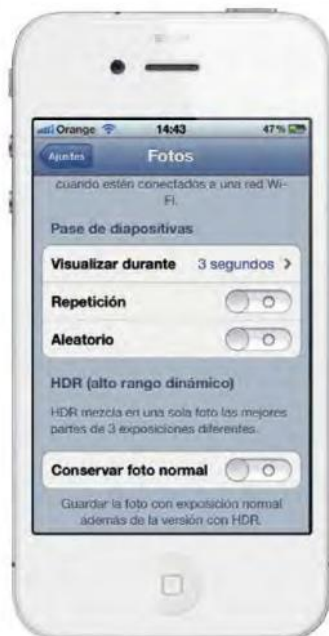 Orange 14:43 47%
Ajustes Fotos
cuando estén conectados a una red Wi-
Fi.
Pase de diapositivas
Visualizar durante 3 segundos >
Repetición
Aleatorio
HDR (alto rango dinámico)
HDR mezcla en una sola foto las mejores
partes de 3 exposiciones diferentes.
Conservar foto normal
Guardar la foto con exposición normal
además de la versión con HDR.